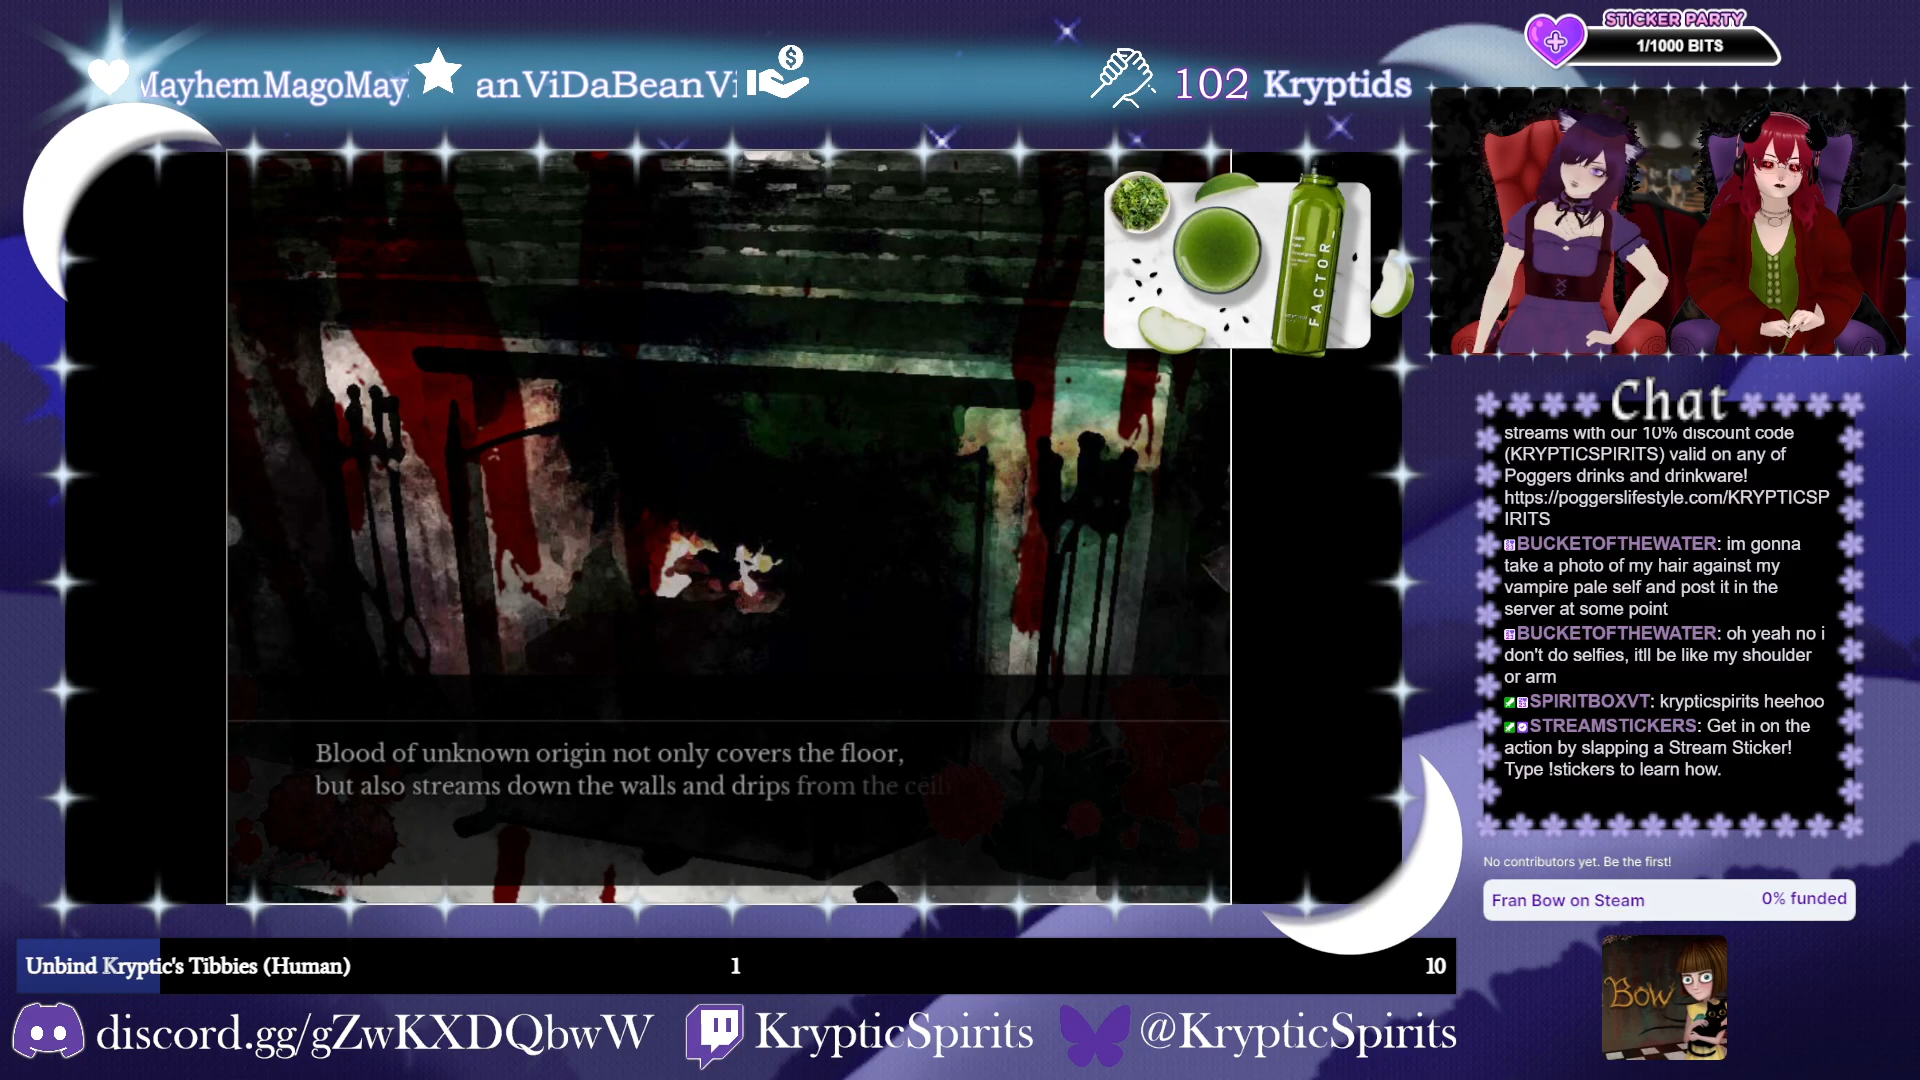 STICKER PARTY
1/1000 BITS
MayhemMagoMay
anViDaBeanVi
102 Kryptids
FACTOR_
Chat
streams with our 10% discount code
(KRYPTICSPIRITS) valid on any of
Poggers drinks and drinkware!
https://poggerslifestyle.com/KRYPTICSP
IRITS
BUCKETOFTHEWATER: im gonna
take a photo of my hair against my
vampire pale self and post it in the
server at some point
BUCKETOFTHEWATER: oh yeah no i
don't do selfies, itll be like my shoulder
or arm
SPIRITBOXVT: krypticspirits heehoo
STREAMSTICKERS: Get in on the
action by slapping a Stream Sticker!
Type !stickers to learn how.
Blood of unknown origin not only covers the floor,
but also streams down the walls and drips from the ceil
No contributors yet. Be the first!
Fran Bow on Steam 0% funded
Unbind Kryptic's Tibbies (Human) 1 10
BOW
discord.gg/gZwKXDQbwW KrypticSpirits @KrypticSpirits